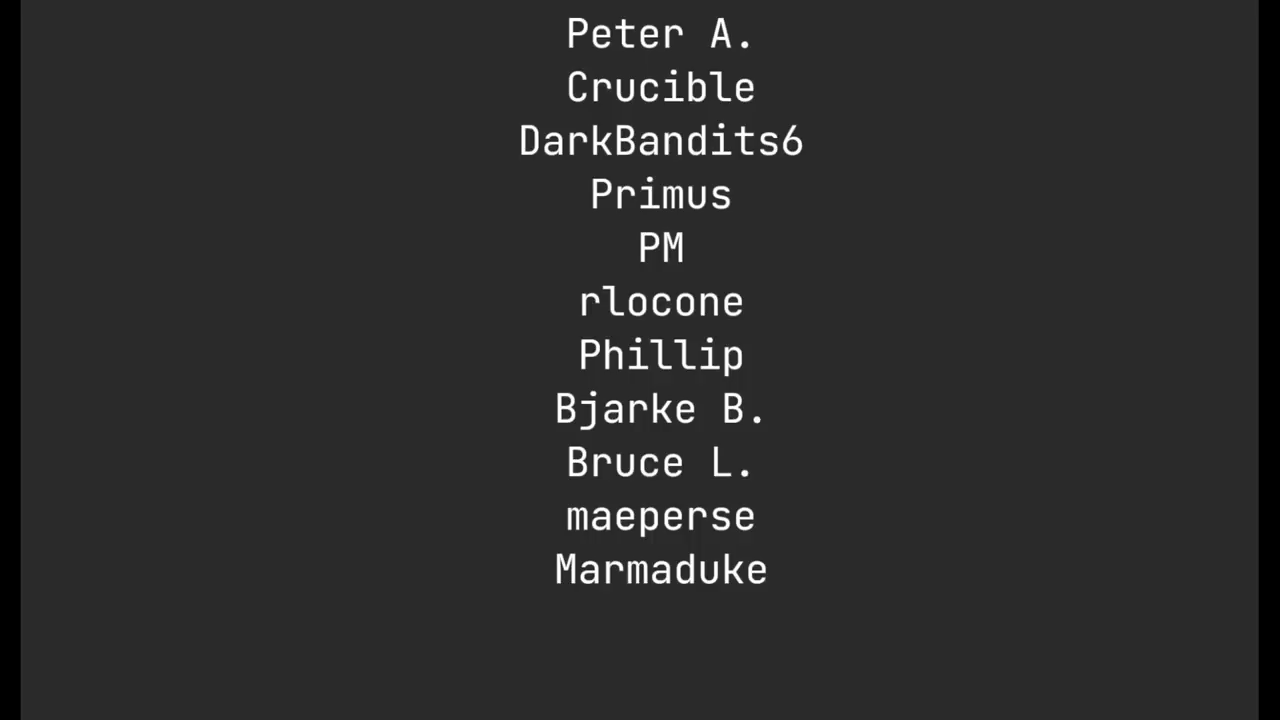 Peter A.
Crucible
DarkBandits6
Primus
PM
rlocone
Phillip
Bjarke B.
Bruce L.
maeperse
Marmaduke